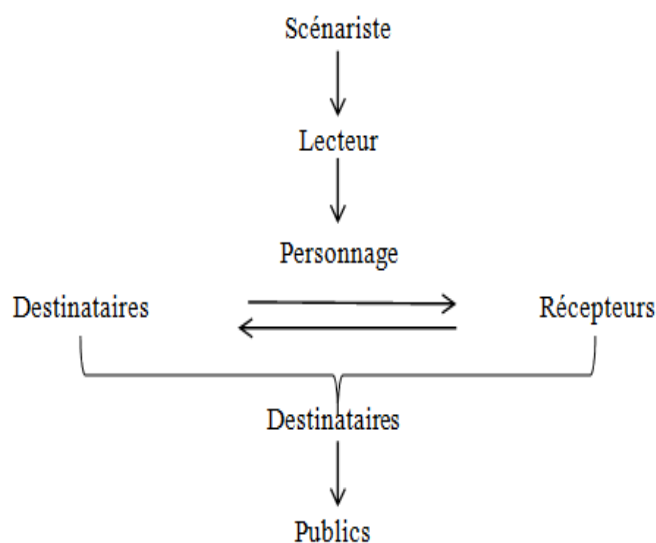 Scénariste
Lecteur
Personnage
Destinataires
Récepteurs
Destinataires
Publics